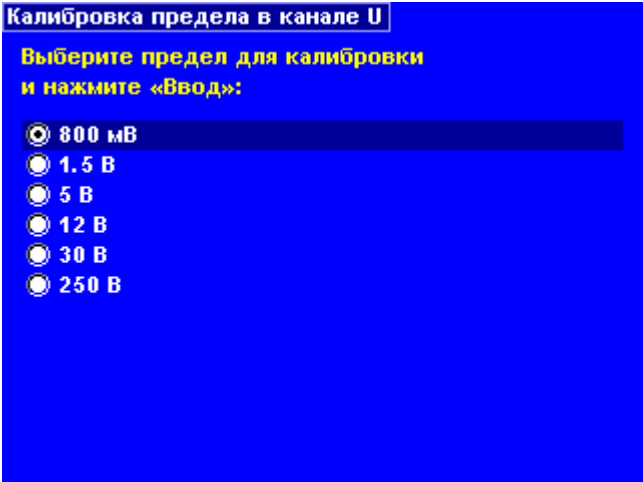 Калибровка предела в канале U
Выберите предел для калибровки
и нажмите «Ввод»:
800 мВ
1.5 В
5 В
12 В
30 В
250 В